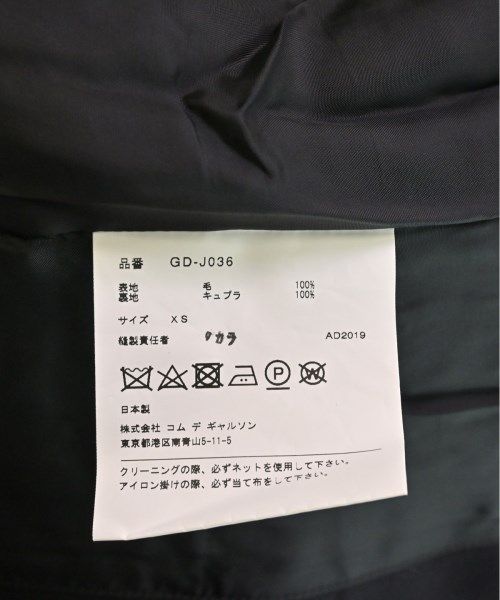 品番 GD-J036
表地 毛 100%
裏地 キュプラ 100%
サイズ XS
縫製責任者 ナカラ AD2019
P W
日本製
株式会社 コム デ ギャルソン
東京都港区南青山5-11-5
クリーニングの際、必ずネットを使用して下さい。
アイロン掛けの際、必ず当て布をして下さい。